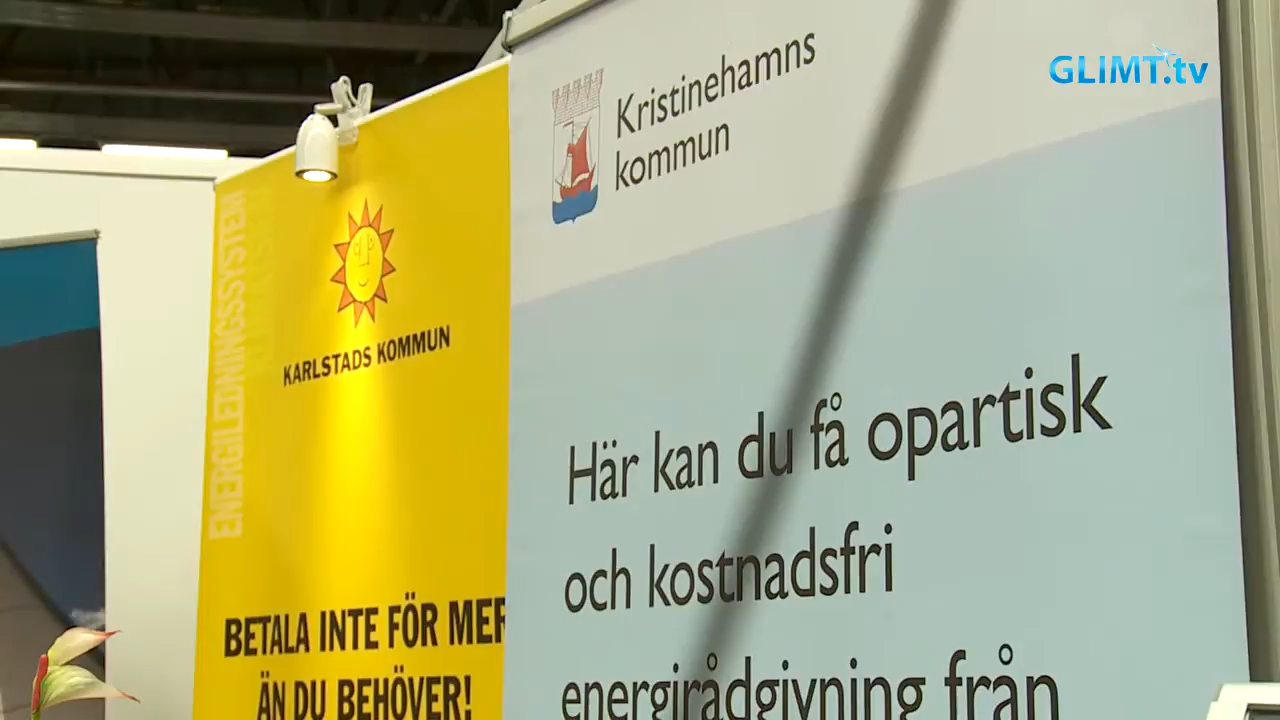 GLIMT.tv
Kristinehamns
kommun
Här kan du få opartisk
och kostnadsfri
energirådgivning från
ENERGILEDNINGSSYSTEM
KARLSTADS KOMMUN
BETALA INTE FÖR MER
ÄN DU BEHÖVER!